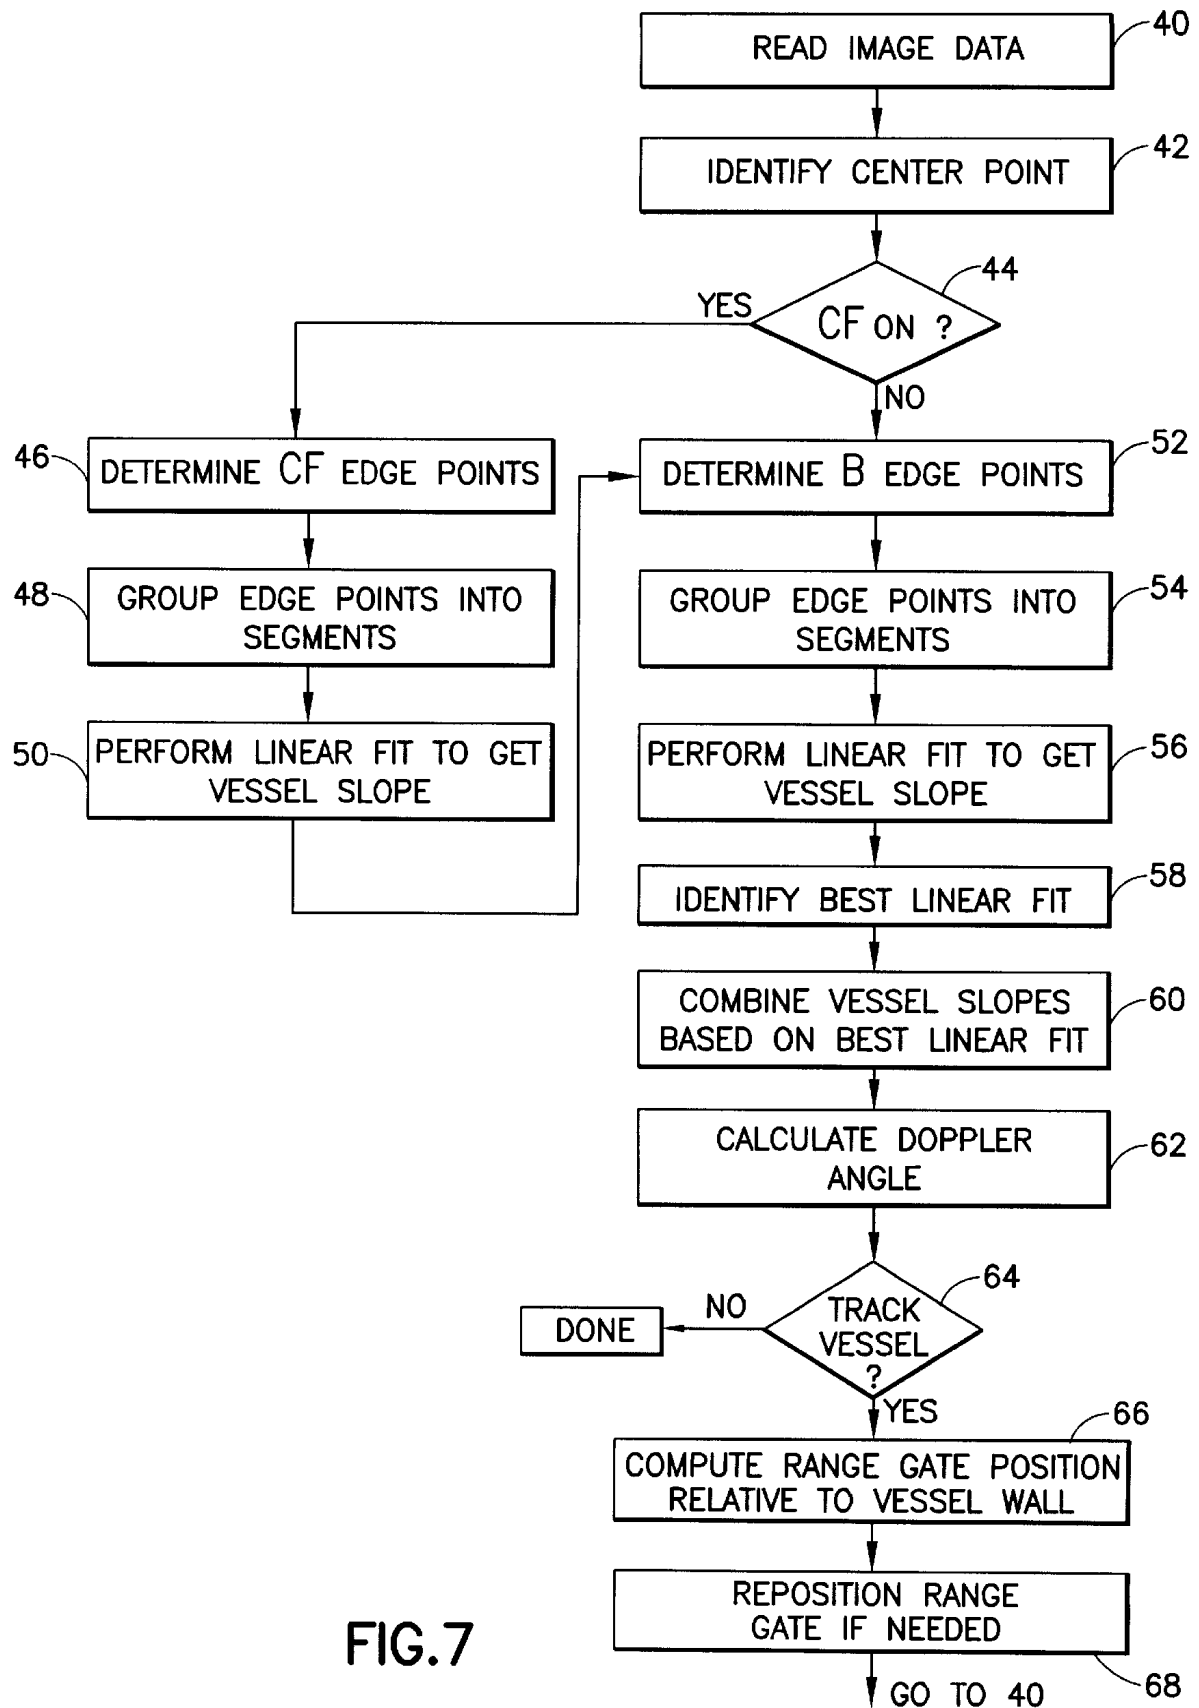 READ IMAGE DATA
40
IDENTIFY CENTER POINT
42
44
CF ON ?
YES
NO
46
DETERMINE CF EDGE POINTS
52
DETERMINE B EDGE POINTS
48
GROUP EDGE POINTS INTO
SEGMENTS
54
GROUP EDGE POINTS INTO
SEGMENTS
50
PERFORM LINEAR FIT TO GET
VESSEL SLOPE
56
PERFORM LINEAR FIT TO GET
VESSEL SLOPE
58
IDENTIFY BEST LINEAR FIT
60
COMBINE VESSEL SLOPES
BASED ON BEST LINEAR FIT
62
CALCULATE DOPPLER
ANGLE
64
TRACK
VESSEL
?
NO
DONE
YES
66
COMPUTE RANGE GATE POSITION
RELATIVE TO VESSEL WALL
REPOSITION RANGE
GATE IF NEEDED
68
GO TO 40
FIG.7